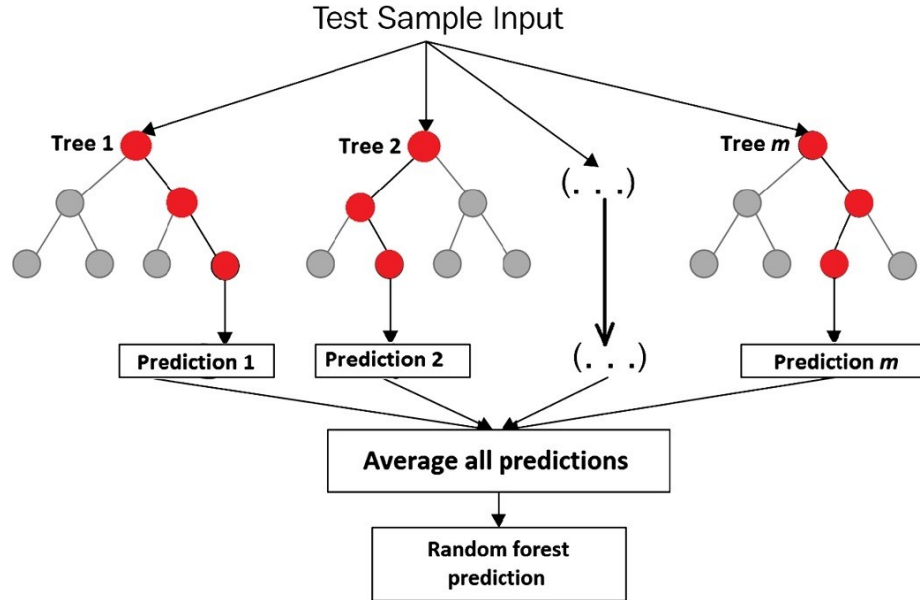 Test Sample Input
Tree 1
Tree 2
(. . .)
Tree m
Prediction 1
Prediction 2
(. . .)
Prediction m
Average all predictions
Random forest
prediction